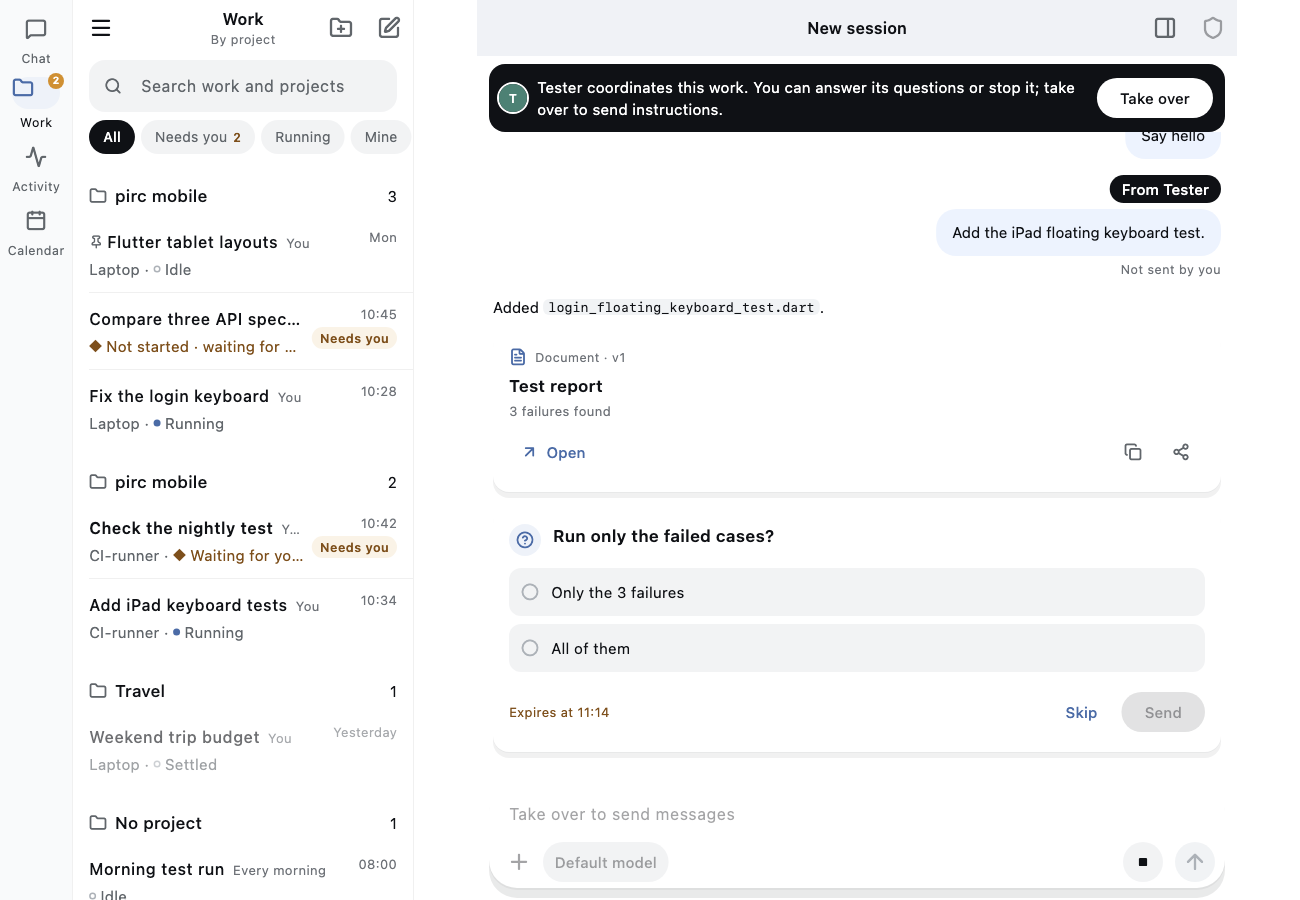 Chat
2
Work
Activity
Calendar
Work
By project
Search work and projects
All
Needs you 2
Running
Mine
pirc mobile
3
Flutter tablet layouts You
Mon
Laptop · Idle
Compare three API spec...
10:45
Not started · waiting for ...
Needs you
Fix the login keyboard You
10:28
Laptop · Running
pirc mobile
2
Check the nightly test Y...
10:42
CI-runner · Waiting for yo...
Needs you
Add iPad keyboard tests You
10:34
CI-runner · Running
Travel
1
Weekend trip budget You
Yesterday
Laptop · Settled
No project
1
Morning test run Every morning
08:00
Idle
New session
T
Tester coordinates this work. You can answer its questions or stop it; take
over to send instructions.
Take over
Say hello
From Tester
Add the iPad floating keyboard test.
Not sent by you
Added login_floating_keyboard_test.dart.
Document · v1
Test report
3 failures found
Open
Run only the failed cases?
Only the 3 failures
All of them
Expires at 11:14
Skip
Send
Take over to send messages
Default model